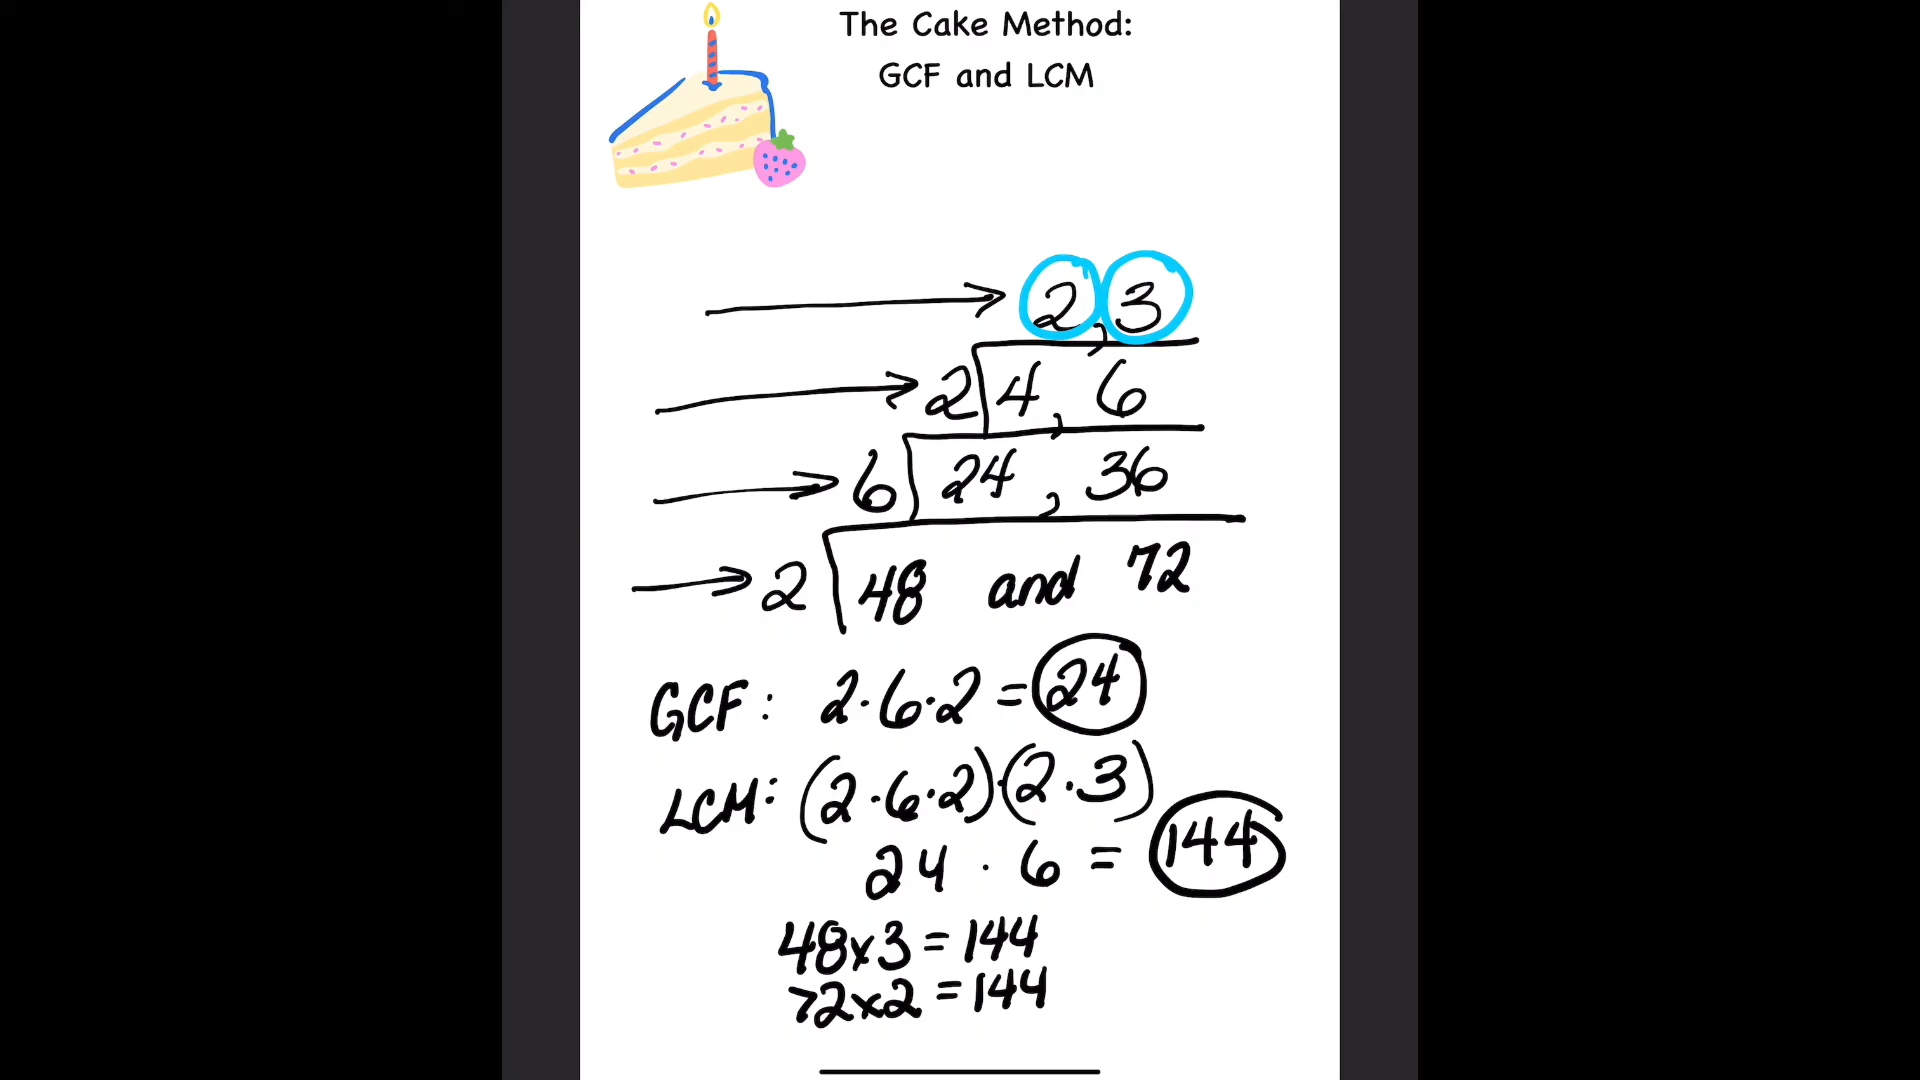 The Cake Method:
GCF and LCM
2, 3
2 4, 6
6 24, 36
2 48 and 72
GCF: 2·6·2 = 24
LCM: (2·6·2)·(2·3)
24 · 6 = 144
48x3 = 144
72x2 = 144